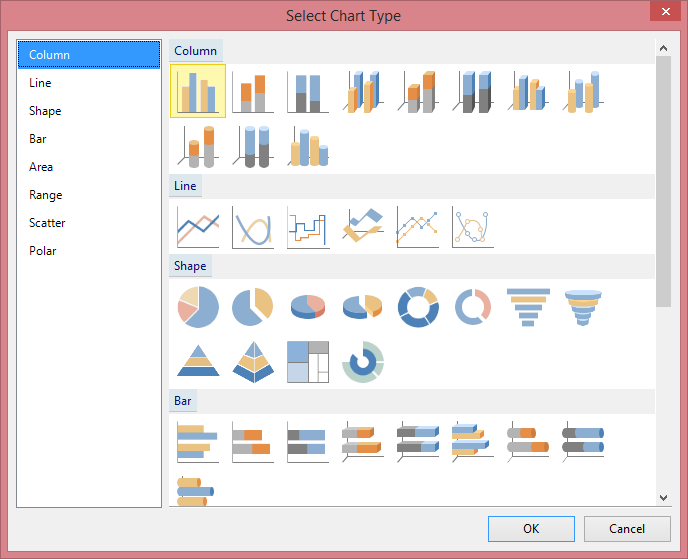 Select Chart Type
Column
Line
Shape
Bar
Area
Range
Scatter
Polar
Column
Line
Shape
Bar
OK
Cancel